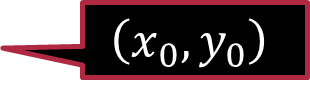 (x₀, y₀)